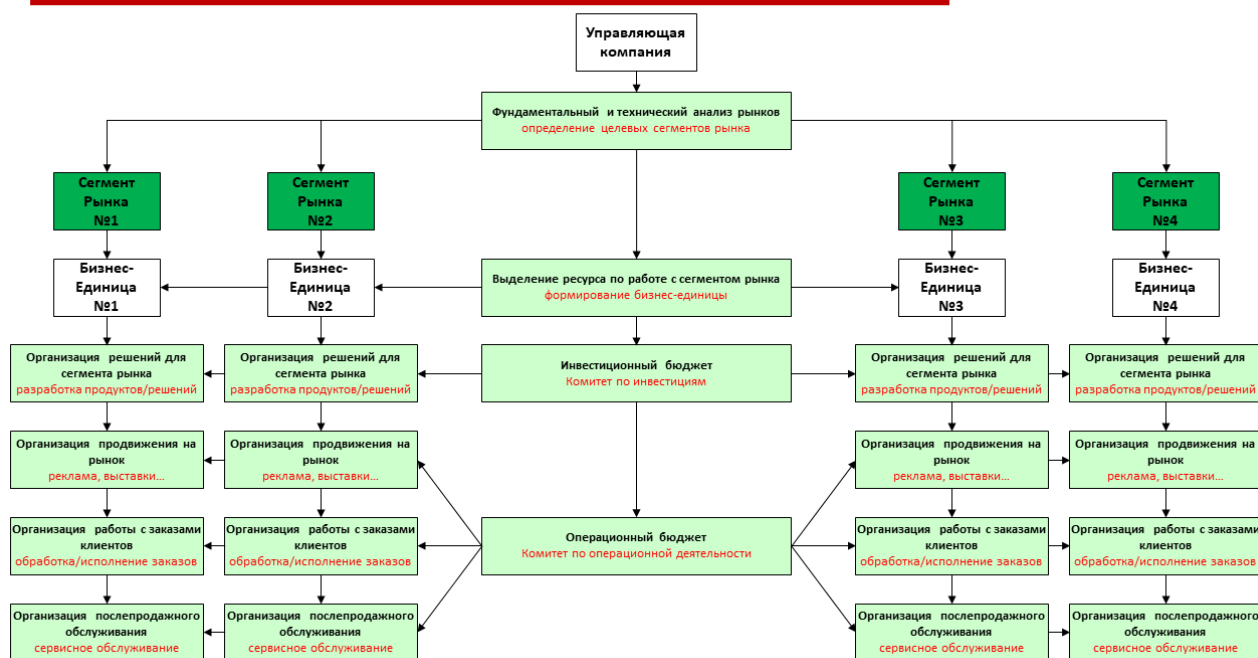 Управляющая
компания
Фундаментальный и технический анализ рынков
определение целевых сегментов рынка
Сегмент
Рынка
№1
Сегмент
Рынка
№2
Сегмент
Рынка
№3
Сегмент
Рынка
№4
Бизнес-
Единица
№1
Бизнес-
Единица
№2
Выделение ресурса по работе с сегментом рынка
формирование бизнес-единицы
Бизнес-
Единица
№3
Бизнес-
Единица
№4
Организация решений для
сегмента рынка
разработка продуктов/решений
Организация решений для
сегмента рынка
разработка продуктов/решений
Инвестиционный бюджет
Комитет по инвестициям
Организация решений для
сегмента рынка
разработка продуктов/решений
Организация решений для
сегмента рынка
разработка продуктов/решений
Организация продвижения на
рынок
реклама, выставки...
Организация продвижения на
рынок
реклама, выставки...
Организация продвижения на
рынок
реклама, выставки...
Организация продвижения на
рынок
реклама, выставки...
Организация работы с заказами
клиентов
обработка/исполнение заказов
Организация работы с заказами
клиентов
обработка/исполнение заказов
Операционный бюджет
Комитет по операционной деятельности
Организация работы с заказами
клиентов
обработка/исполнение заказов
Организация работы с заказами
клиентов
обработка/исполнение заказов
Организация послепродажного
обслуживания
сервисное обслуживание
Организация послепродажного
обслуживания
сервисное обслуживание
Организация послепродажного
обслуживания
сервисное обслуживание
Организация послепродажного
обслуживания
сервисное обслуживание